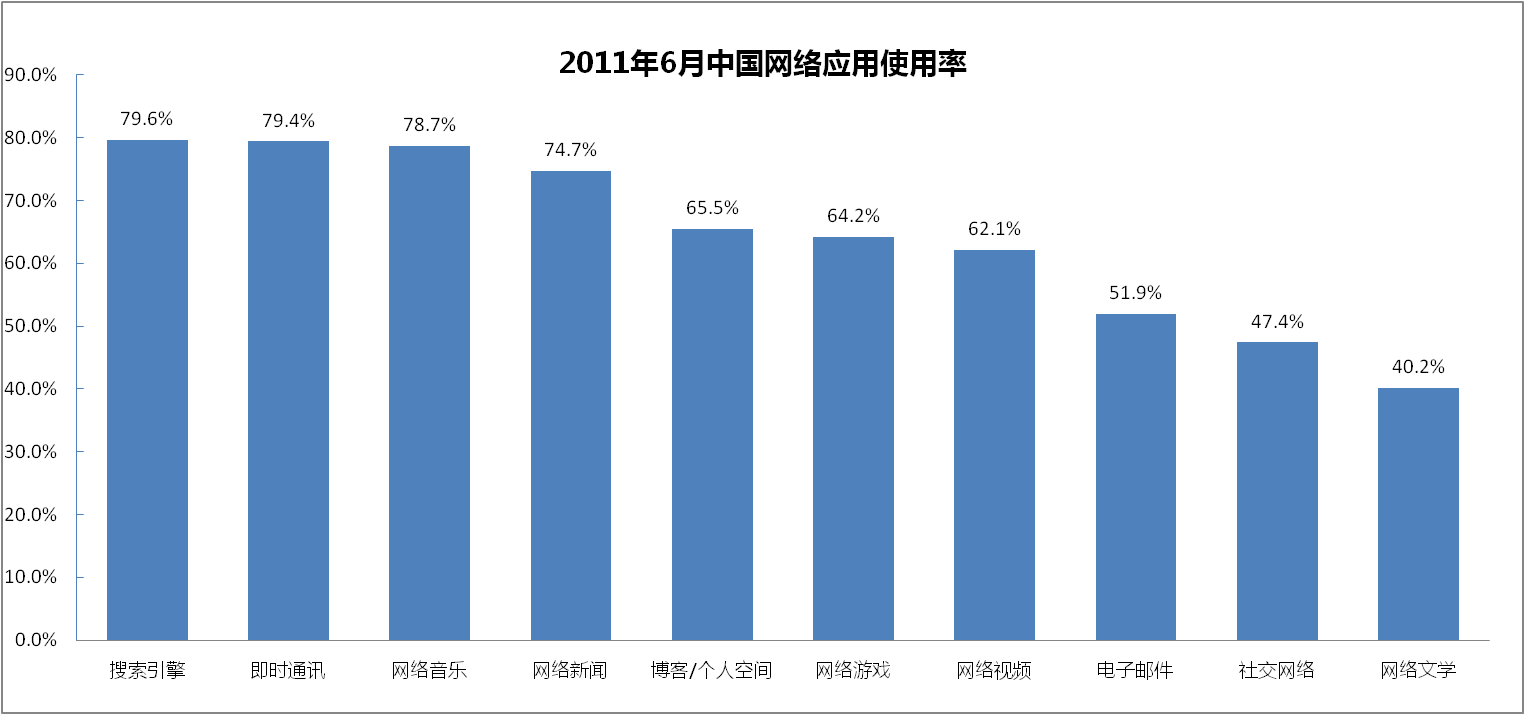 2011年6月中国网络应用使用率
90.0%
80.0%
70.0%
60.0%
50.0%
40.0%
30.0%
20.0%
10.0%
0.0%
79.6%
79.4%
78.7%
74.7%
65.5%
64.2%
62.1%
51.9%
47.4%
40.2%
搜索引擎
即时通讯
网络音乐
网络新闻
博客/个人空间
网络游戏
网络视频
电子邮件
社交网络
网络文学